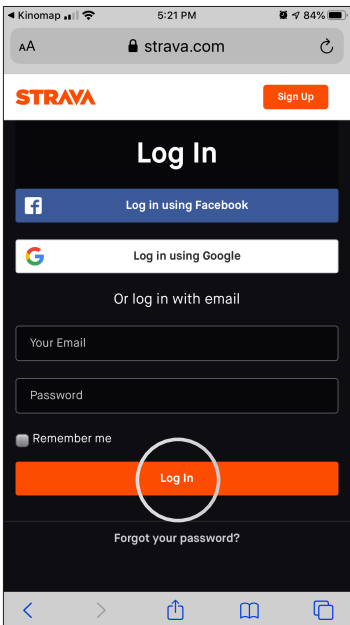 Kinomap 5:21 PM 84%
AA strava.com
STRAVA Sign Up
Log In
Log in using Facebook
Log in using Google
Or log in with email
Your Email
Password
Remember me
Log In
Forgot your password?